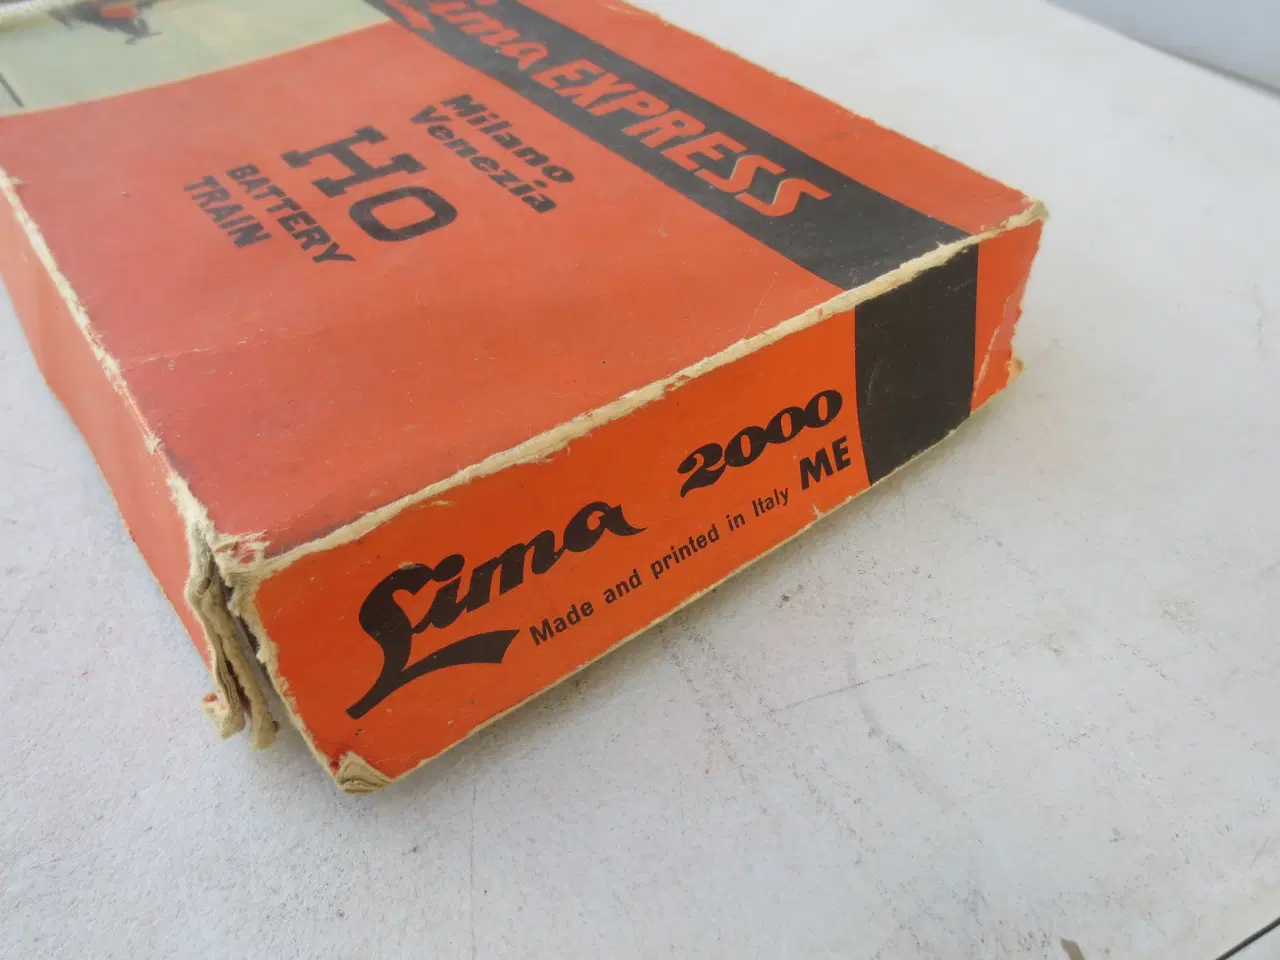 Lima EXPRESS
Milano
Venezia
HO
BATTERY
TRAIN
Lima 2000
Made and printed in Italy ME